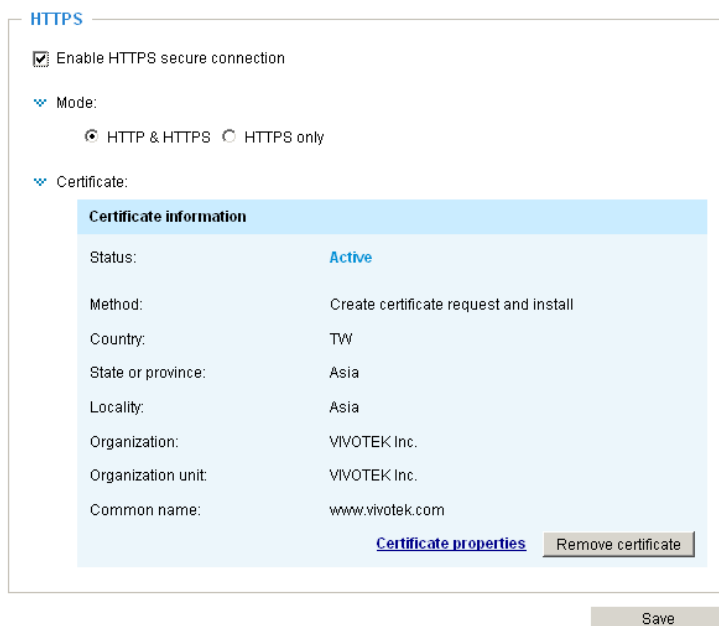 HTTPS
Enable HTTPS secure connection
Mode:
HTTP & HTTPS HTTPS only
Certificate:
Certificate information
Status: Active
Method: Create certificate request and install
Country: TW
State or province: Asia
Locality: Asia
Organization: VIVOTEK Inc.
Organization unit: VIVOTEK Inc.
Common name: www.vivotek.com
Certificate properties Remove certificate
Save